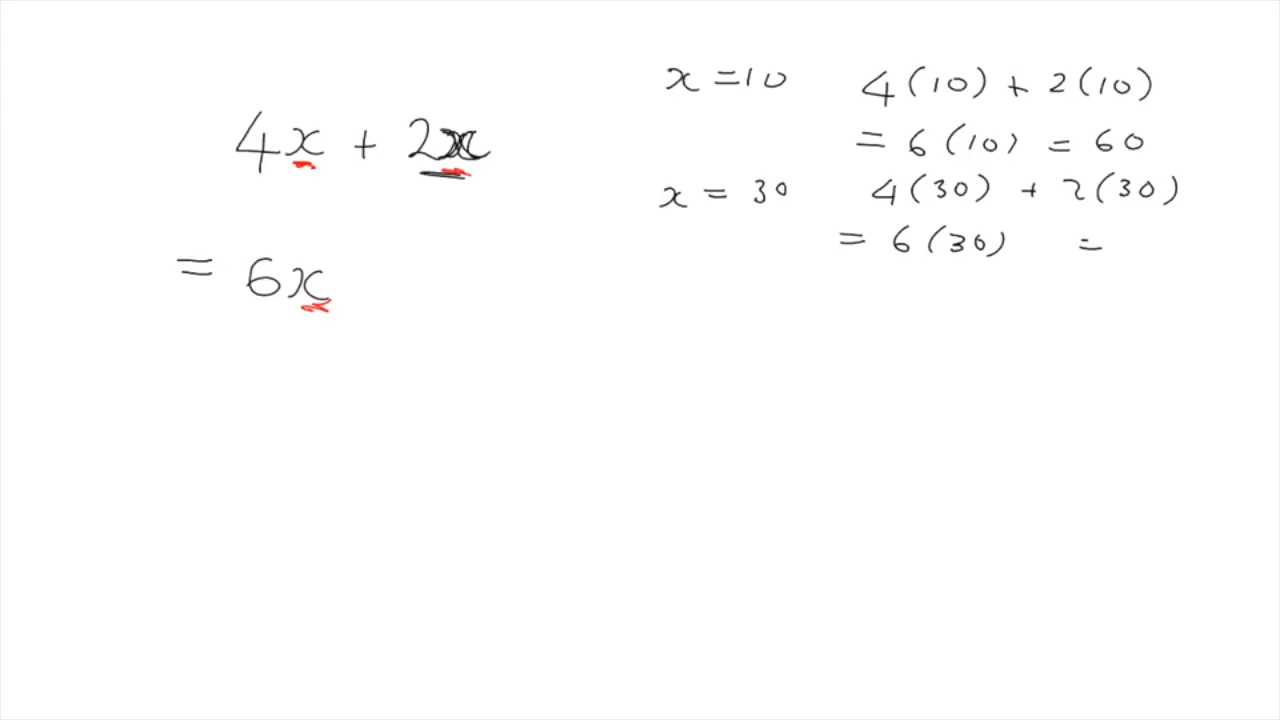 4x + 2x
= 6x
x = 10 4(10) + 2(10)
= 6(10) = 60
x = 30 4(30) + 2(30)
= 6(30) =